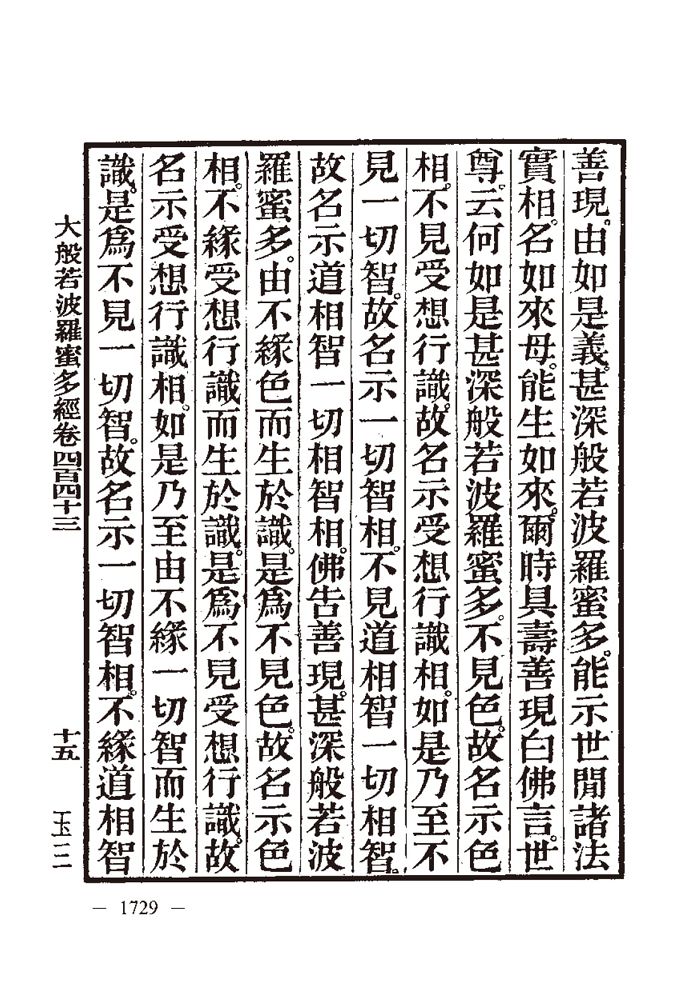 善現。由如是義。甚深般若波羅蜜多。能示世間諸法
實相。名如來母。能生如來。爾時具壽善現白佛言。世
尊。云何如是甚深般若波羅蜜多。不見色。故名示色
相。不見受想行識。故名示受想行識相。如是乃至不
見一切智。故名示一切智相。不見道相智一切相智。
故名示道相智一切相智相。佛告善現。甚深般若波
羅蜜多。由不緣色而生於識。是爲不見色。故名示色
相。不緣受想行識而生於識。是爲不見受想行識。故
名示受想行識相。如是乃至由不緣一切智而生於
識。是爲不見一切智。故名示一切智相。不緣道相智
大般若波羅蜜多經卷四百四十三
十五
玉三
— 1729 —